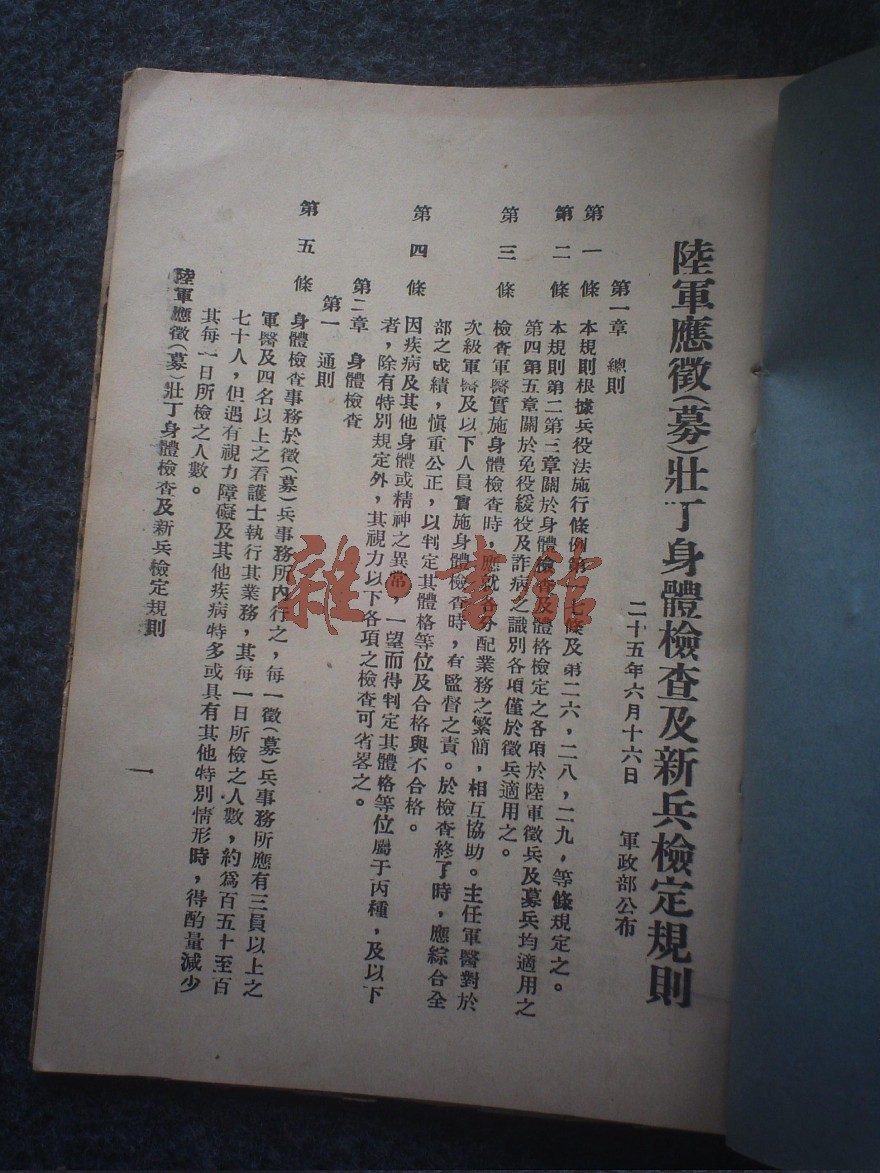 陸軍應徵(募)壯丁身體檢查及新兵檢定規則
二十五年六月十六日 軍政部公布
第一章 總則
第一條 本規則根據兵役法施行條例第 七條及第二六，二八，二九，等條規定之。
第二條 本規則第二第三章關於身體檢查及體格檢定之各項於陸軍徵兵及募兵均適用之
第四第五章關於免役緩役及詐病之識別各項僅於徵兵適用之。
第三條 檢查軍醫實施身體檢查時，應就各分配業務之繁簡，相互協助。主任軍醫對於
次級軍醫及以下人員實施身體檢查時，有監督之責。於檢查終了時，應綜合全
部之成績，愼重公正，以判定其體格等位及合格與不合格。
第四條 因疾病及其他身體或精神之異常，一望而得判定其體格等位屬于丙種，及以下
者，除有特別規定外，其視力以下各項之檢查可省畧之。
第二章 身體檢查
第一 通則
第五條 身體檢查事務於徵(募)兵事務所內行之，每一徵(募)兵事務所應有三員以上之
軍醫及四名以上之看護士執行其業務，其每一日所檢之人數，約爲百五十至百
七十人，但遇有視力障礙及其他疾病特多或具有其他特別情形時，得酌量減少
其每一日所檢之人數。
陸軍應徵(募)壯丁身體檢查及新兵檢定規則
一
雜·書館